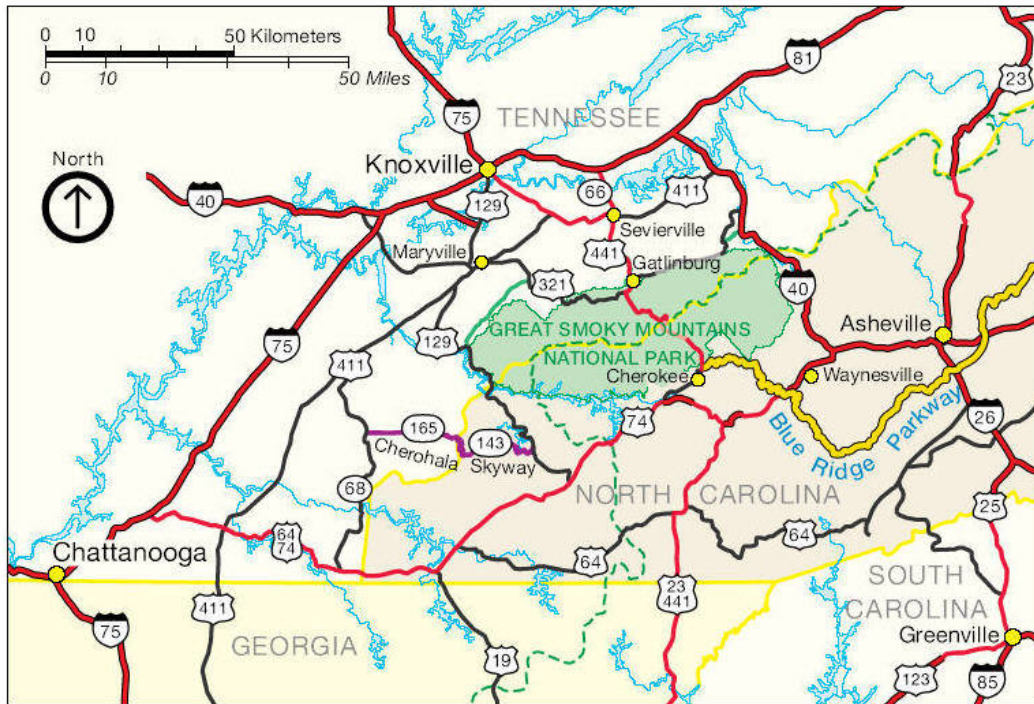 0 10 50 Kilometers
0 10 50 Miles
North
TENNESSEE
81
23
75
Knoxville
40
129
66
411
Sevierville
Maryville
441
Gatlinburg
321
40
GREAT SMOKY MOUNTAINS
NATIONAL PARK
129
75
411
Asheville
Cherokee
Waynesville
74
26
Blue Ridge Parkway
165
143
Cherohala Skyway
68
NORTH CAROLINA
25
64
74
64
64
Chattanooga
411
23
441
SOUTH
CAROLINA
75
GEORGIA
19
Greenville
123
85